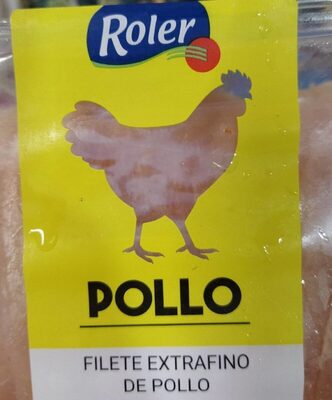 Roler
POLLO
FILETE EXTRAFINO
DE POLLO